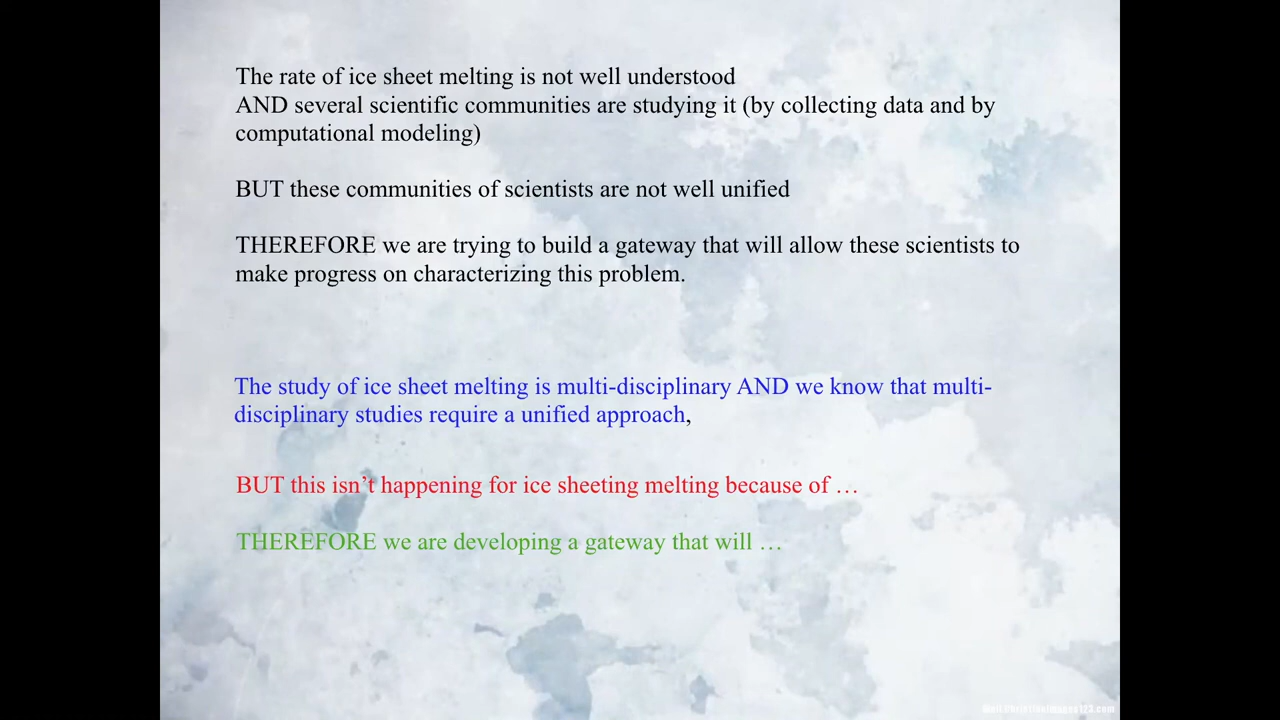 The rate of ice sheet melting is not well understood
AND several scientific communities are studying it (by collecting data and by
computational modeling)
BUT these communities of scientists are not well unified
THEREFORE we are trying to build a gateway that will allow these scientists to
make progress on characterizing this problem.
The study of ice sheet melting is multi-disciplinary AND we know that multi-
disciplinary studies require a unified approach,
BUT this isn’t happening for ice sheeting melting because of …
THEREFORE we are developing a gateway that will …